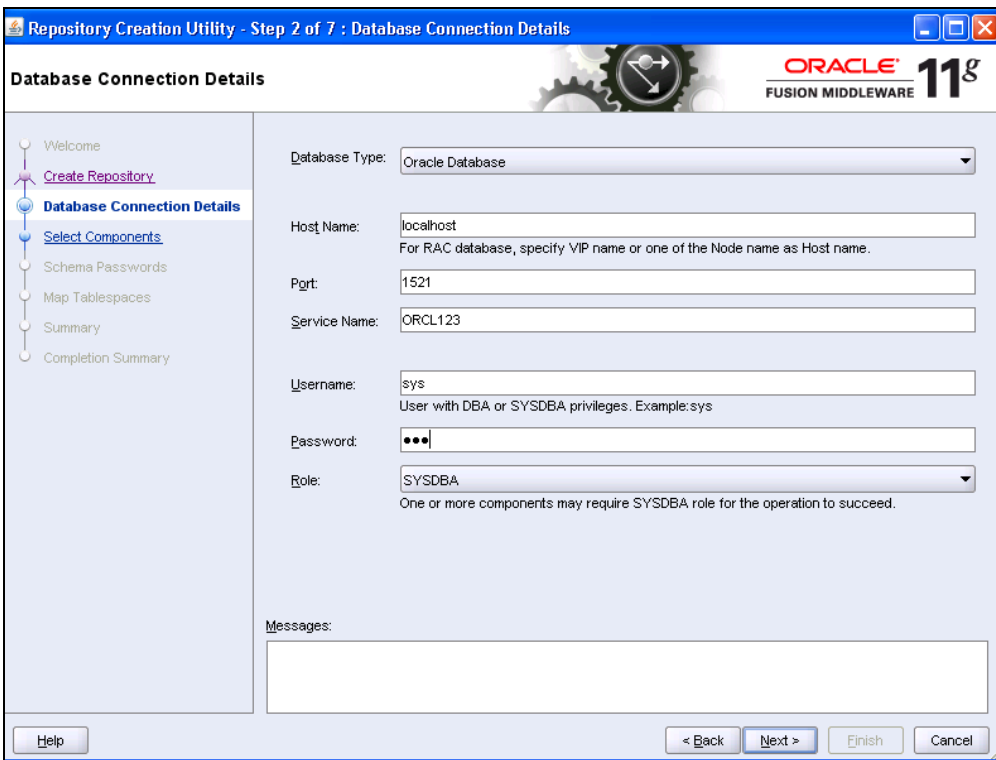 Repository Creation Utility - Step 2 of 7 : Database Connection Details
Database Connection Details
ORACLE
FUSION MIDDLEWARE 11g
Welcome
Create Repository
Database Connection Details
Select Components
Schema Passwords
Map Tablespaces
Summary
Completion Summary
Database Type: Oracle Database
Host Name: localhost
For RAC database, specify VIP name or one of the Node name as Host name.
Port: 1521
Service Name: ORCL123
Username: sys
User with DBA or SYSDBA privileges. Example:sys
Password: •••
Role: SYSDBA
One or more components may require SYSDBA role for the operation to succeed.
Messages:
Help < Back Next > Finish Cancel